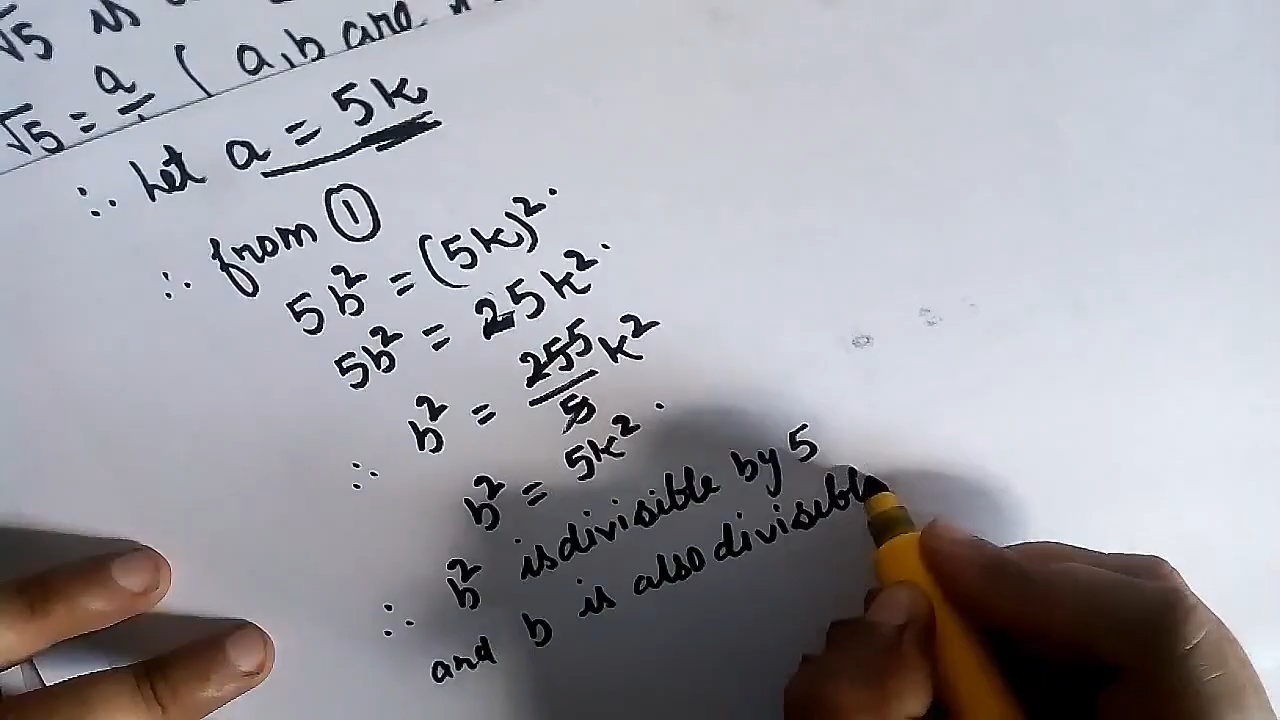 √5 is
√5 = a ( a, b are
∴ Let a = 5k
∴ from ①
5b² = (5k)².
5b² = 25k².
∴ b² = 255/5 k²
b² = 5k².
∴ b² is divisible by 5
and b is also divisible